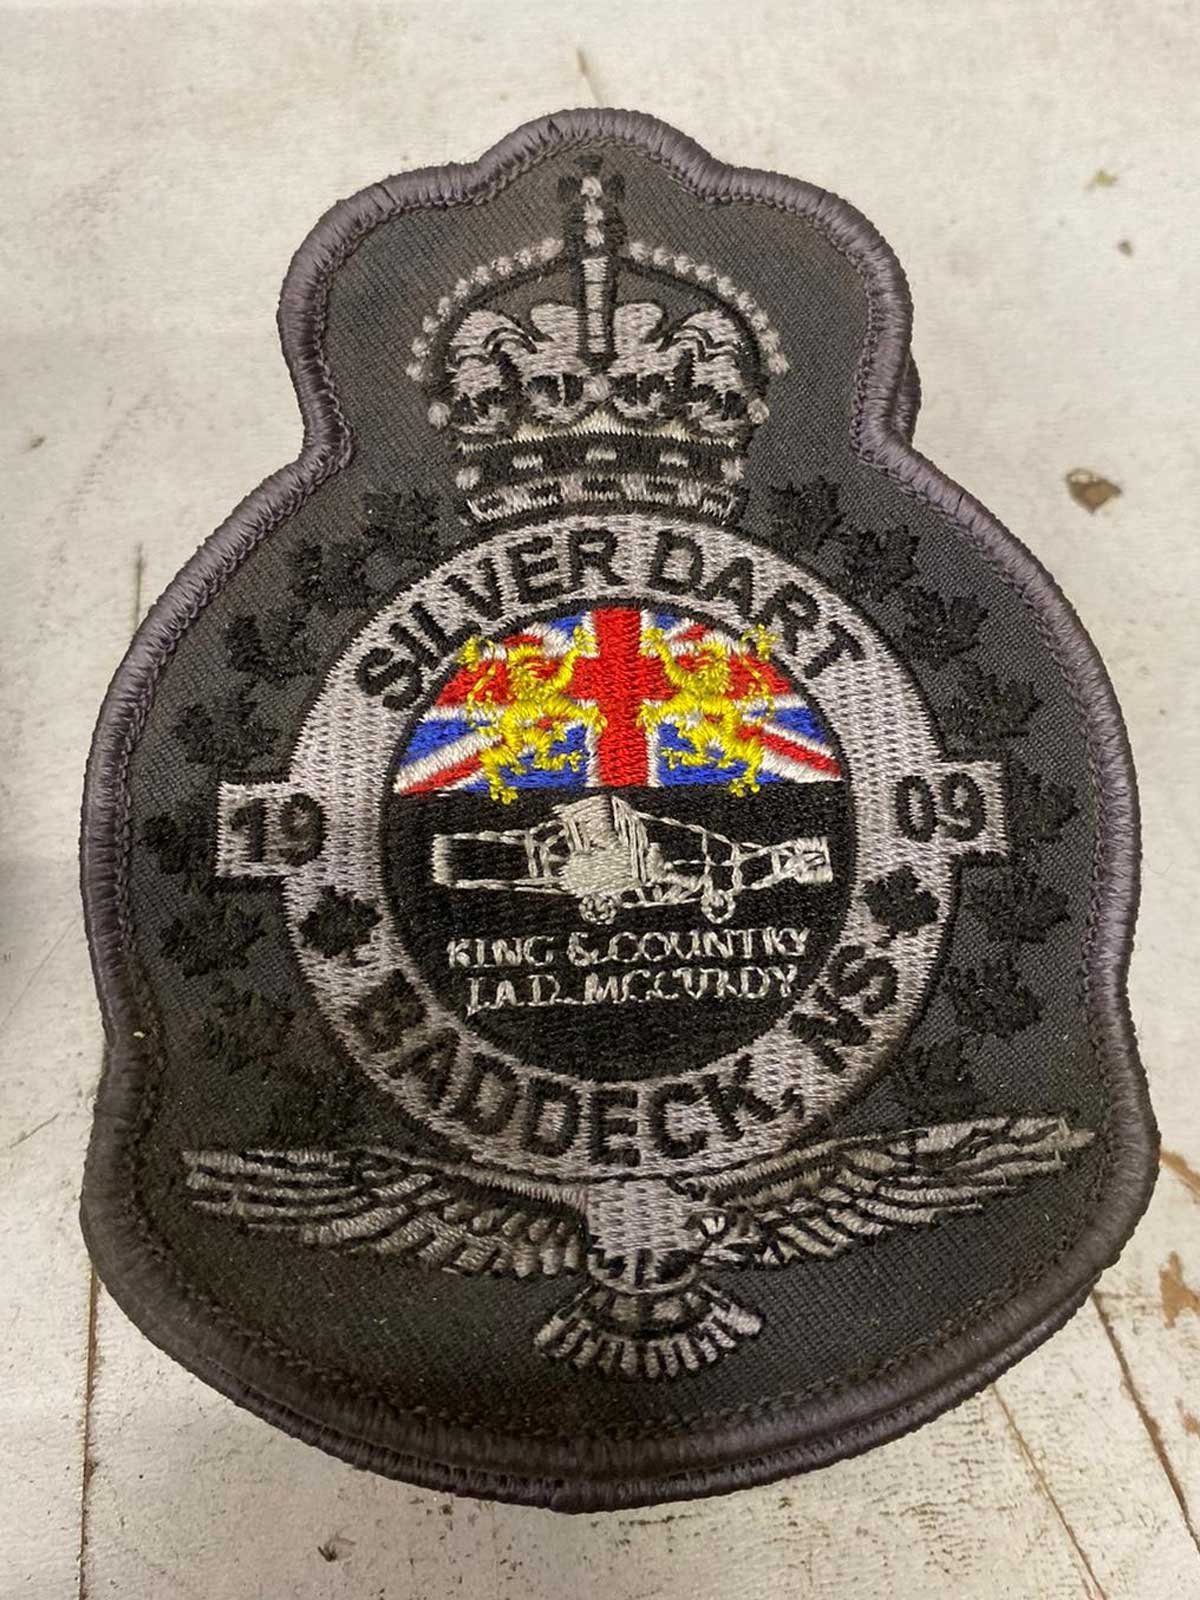 SILVER DART
19 09
KING & COUNTRY
J.A.D. MCCURDY
BADDECK, NS